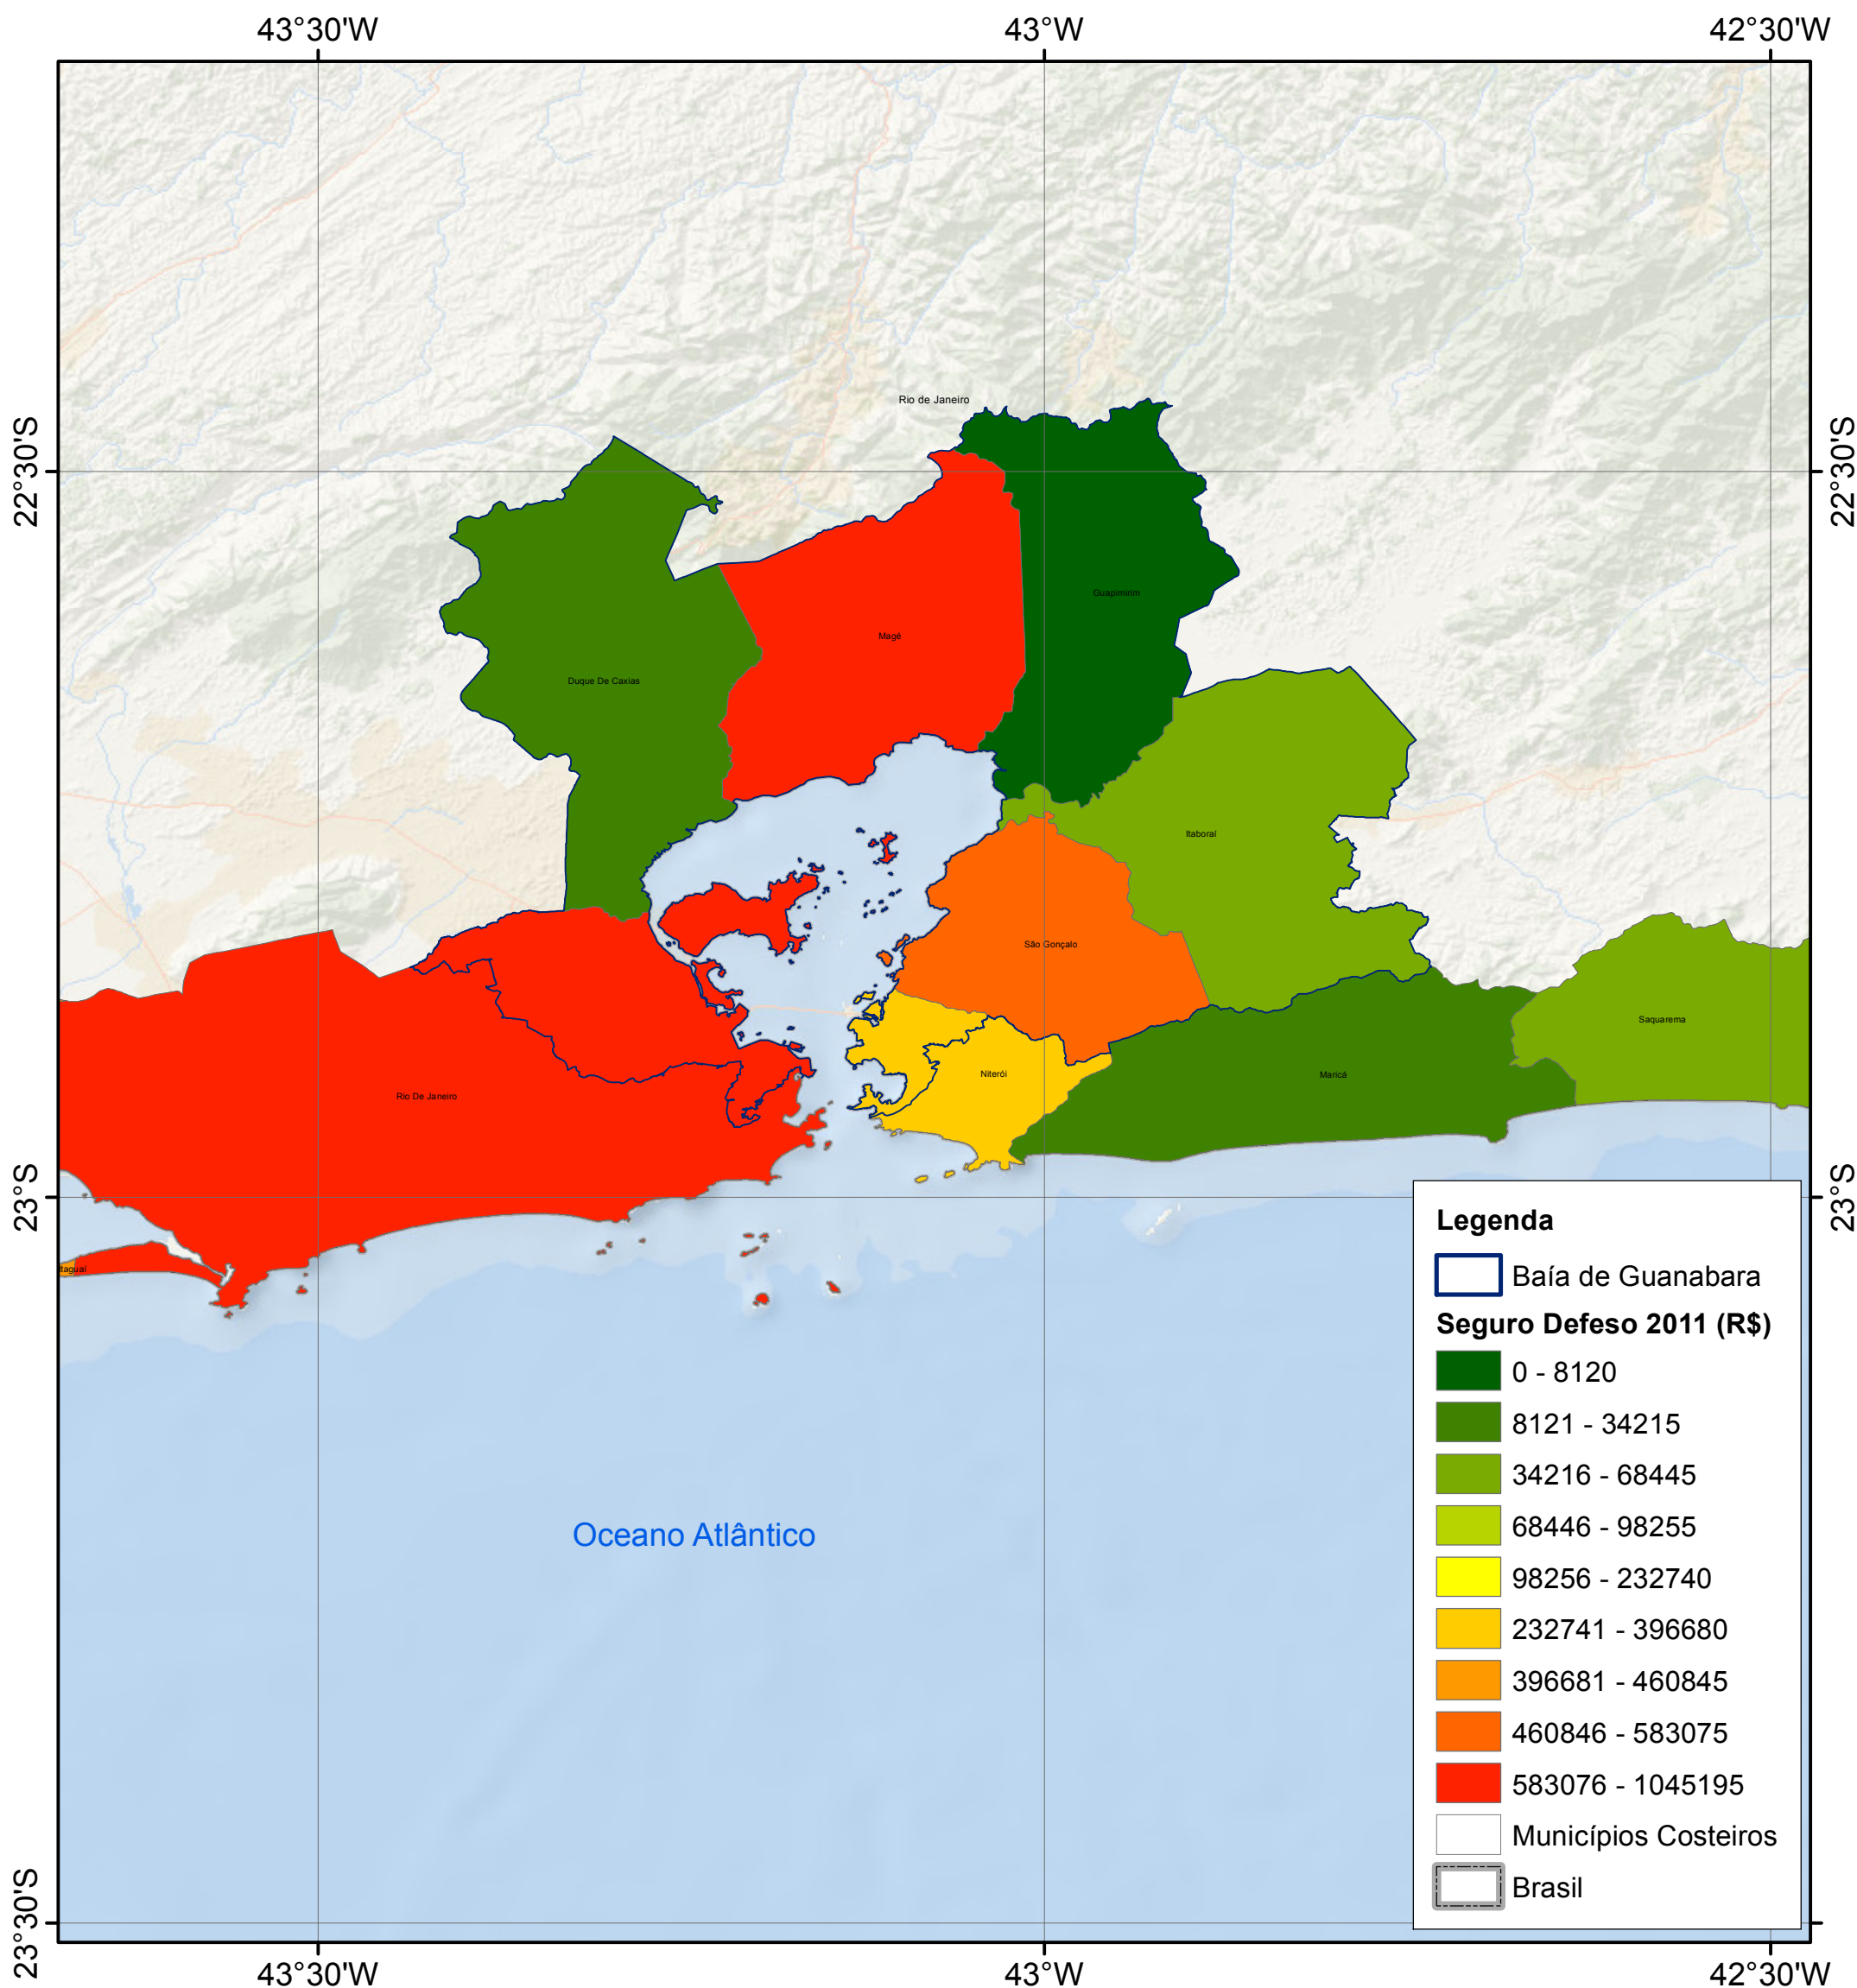 43°30'W
43°W
42°30'W
22°30'S
22°30'S
Rio de Janeiro
Guapimirim
Magé
Duque De Caxias
Itaboraí
São Gonçalo
Saquarema
Niterói
Maricá
Rio De Janeiro
23°S
23°S
Itaguaí
Legenda
Baía de Guanabara
Seguro Defeso 2011 (R$)
0 - 8120
8121 - 34215
34216 - 68445
68446 - 98255
98256 - 232740
232741 - 396680
396681 - 460845
460846 - 583075
583076 - 1045195
Municípios Costeiros
Brasil
Oceano Atlântico
23°30'S
43°30'W
43°W
42°30'W